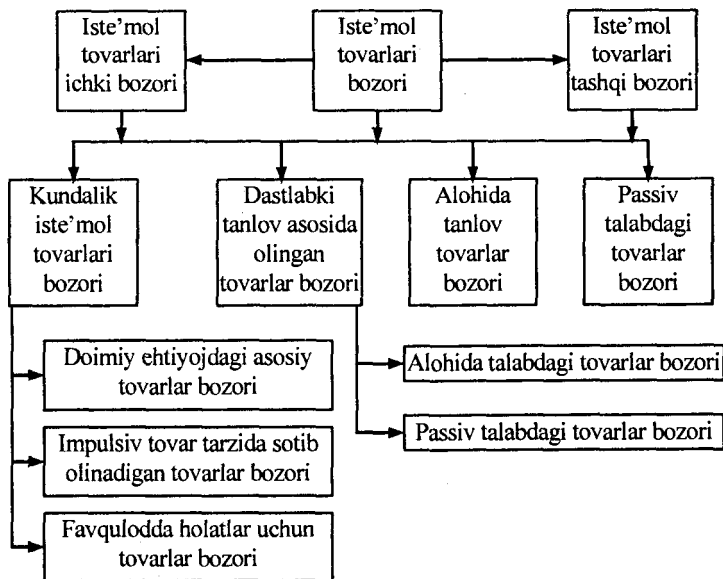 Iste’mol
tovarlari
ichki bozori
Iste’mol
tovarlari
bozori
Iste’mol
tovarlari
tashqi bozori
Kundalik
iste’mol
tovarlari
bozori
Dastlabki
tanlov asosida
olingan
tovarlar bozori
Alohida
tanlov
tovarlar
bozori
Passiv
talabdagi
tovarlar
bozori
Doimiy ehtiyojdagi asosiy
tovarlar bozori
Impulsiv tovar tarzida sotib
olinadigan tovarlar bozori
Favqulodda holatlar uchun
tovarlar bozori
Alohida talabdagi tovarlar bozori
Passiv talabdagi tovarlar bozori